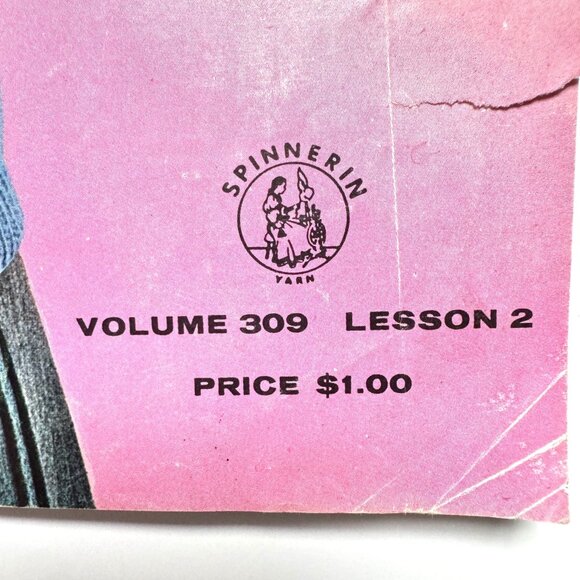 SPINNERIN
YARN
VOLUME 309 LESSON 2
PRICE $1.00